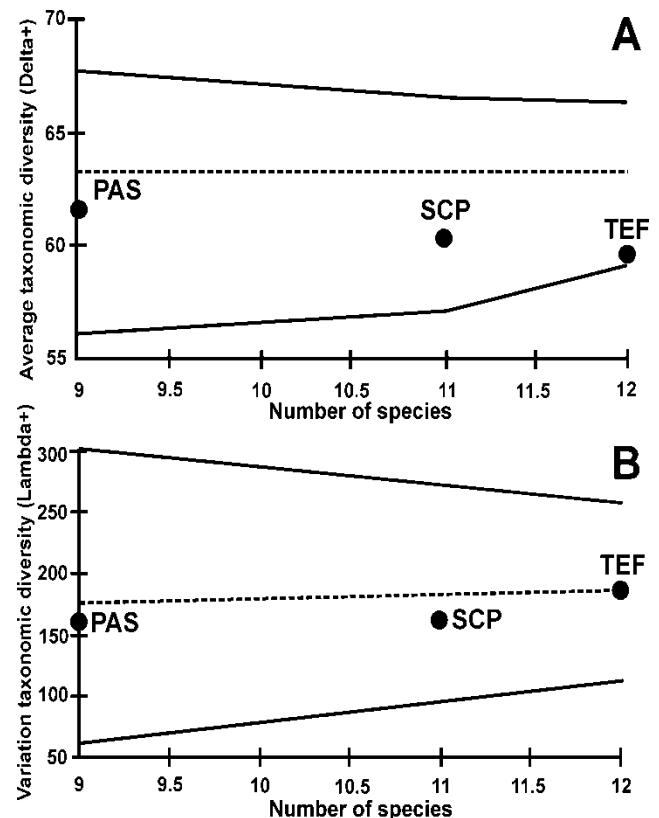 A
Average taxonomic diversity (Delta+)
70
65
60
55
PAS
SCP
TEF
9 9.5 10 10.5 11 11.5 12
Number of species
B
Variation taxonomic diversity (Lambda+)
300
250
200
150
100
50
TEF
PAS
SCP
9 9.5 10 10.5 11 11.5 12
Number of species